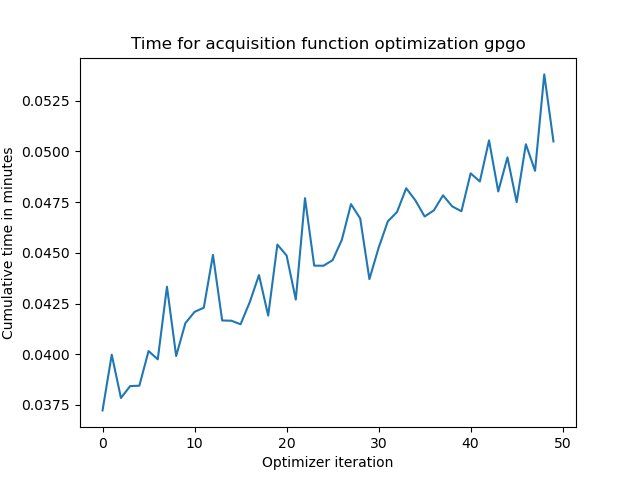 Time for acquisition function optimization gpgo
Cumulative time in minutes
0.0525
0.0500
0.0475
0.0450
0.0425
0.0400
0.0375
0 10 20 30 40 50
Optimizer iteration